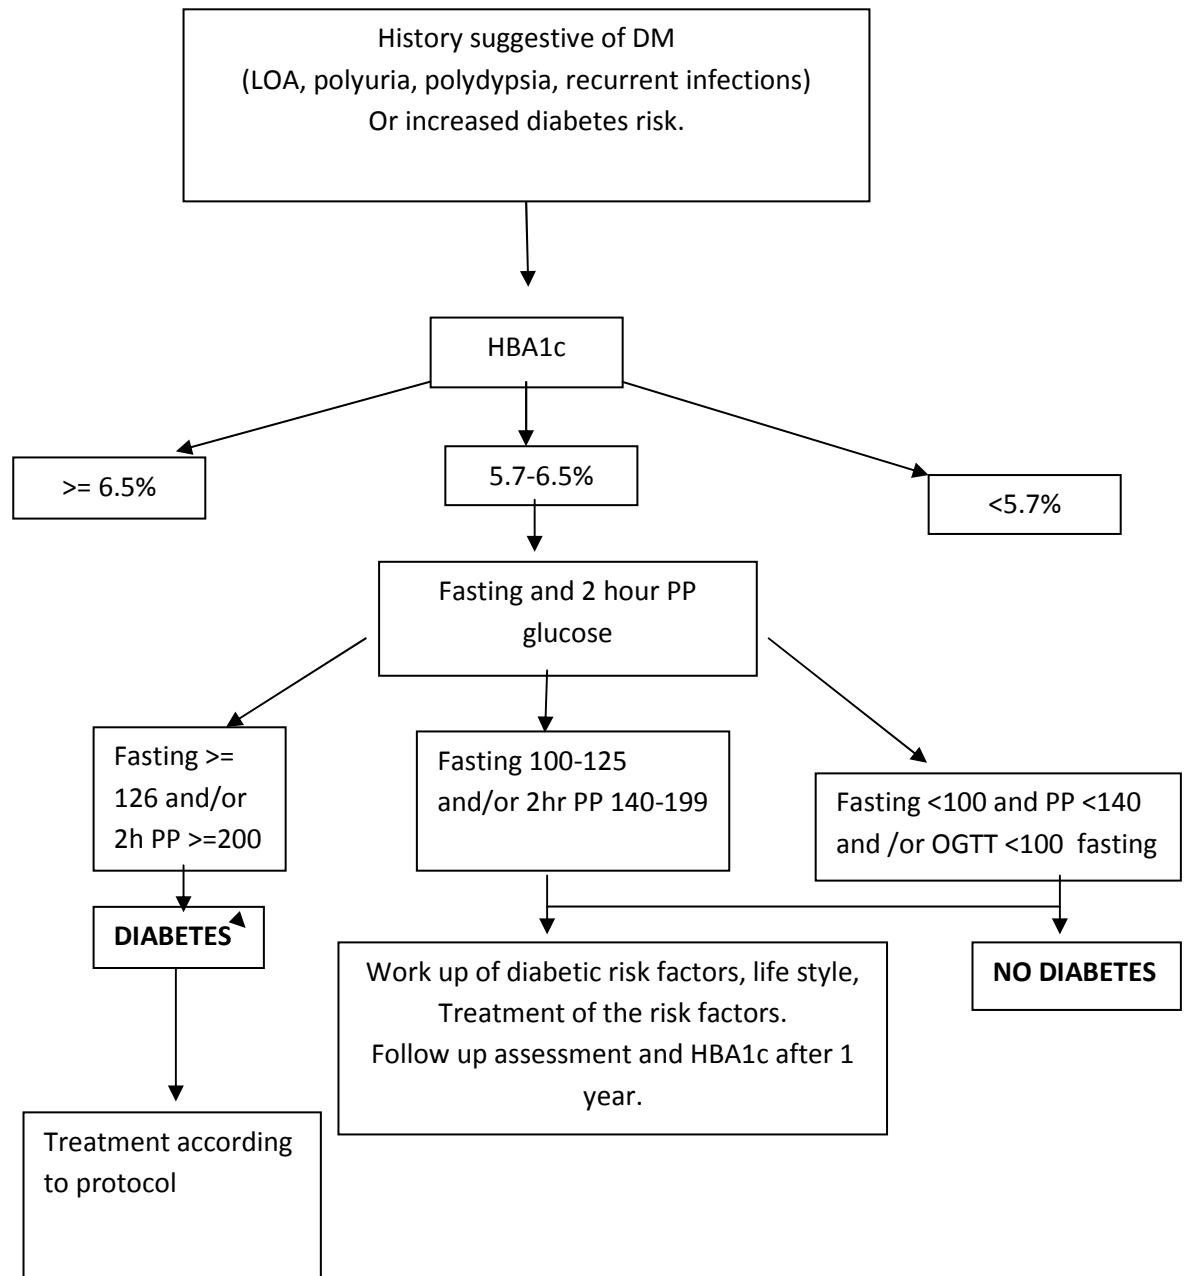 History suggestive of DM
(LOA, polyuria, polydypsia, recurrent infections)
Or increased diabetes risk.
HBA1c
>= 6.5%
5.7-6.5%
<5.7%
Fasting and 2 hour PP
glucose
Fasting >=
126 and/or
2h PP >=200
Fasting 100-125
and/or 2hr PP 140-199
Fasting <100 and PP <140
and /or OGTT <100 fasting
DIABETES
Work up of diabetic risk factors, life style,
Treatment of the risk factors.
Follow up assessment and HBA1c after 1
year.
NO DIABETES
Treatment according
to protocol